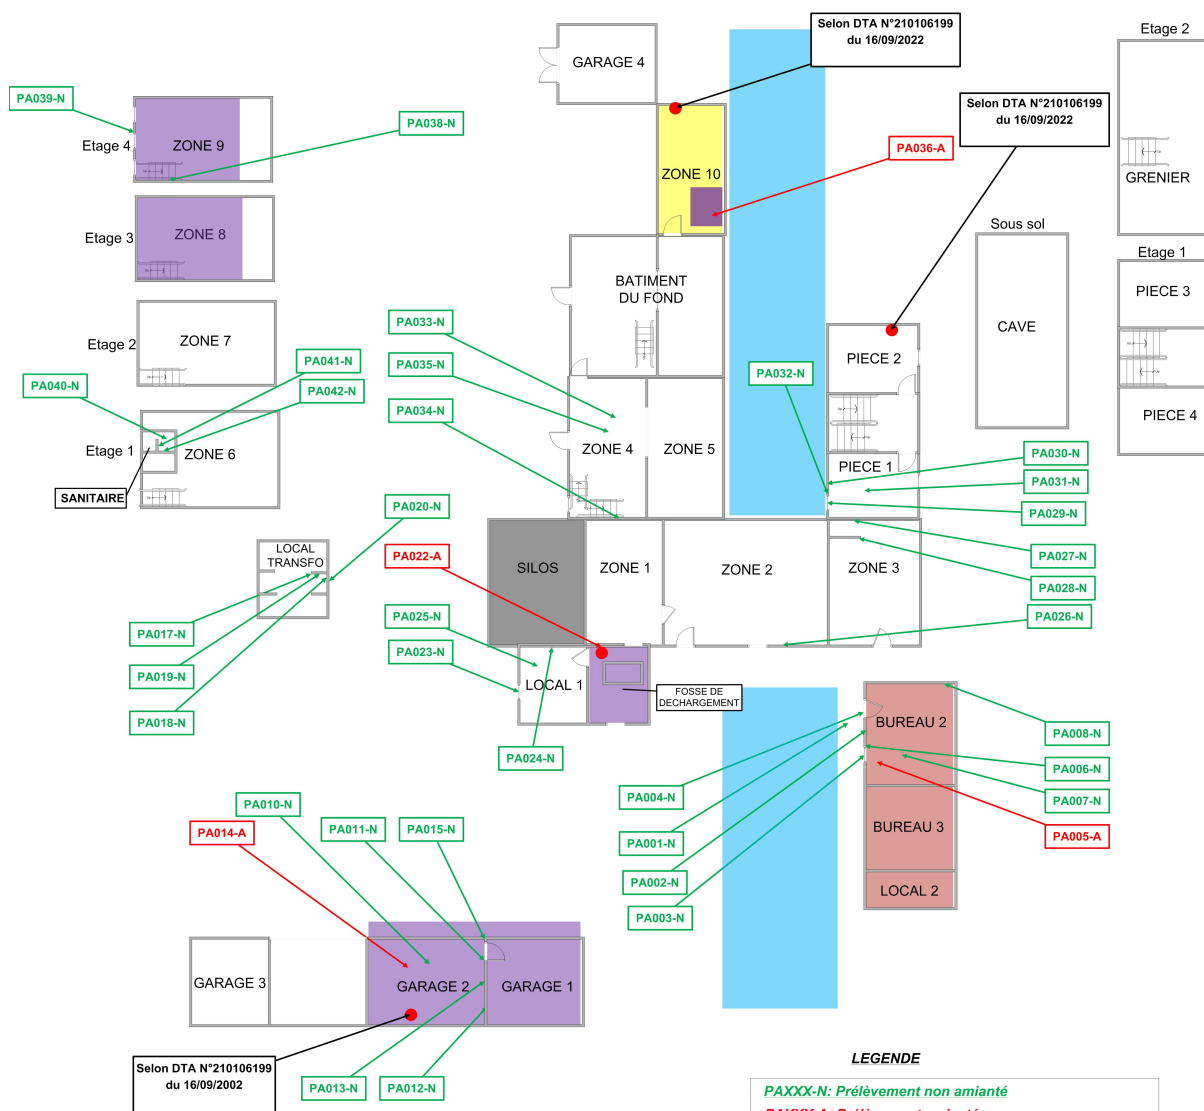 Etage 2
Selon DTA N°210106199
du 16/09/2022
GARAGE 4
PA039-N
Selon DTA N°210106199
du 16/09/2022
PA038-N
Etage 4
ZONE 9
PA036-A
ZONE 10
GRENIER
Sous sol
Etage 3
ZONE 8
Etage 1
BATIMENT
DU FOND
PIECE 3
PA033-N
CAVE
Etage 2
ZONE 7
PIECE 2
PA041-N
PA035-N
PA032-N
PA040-N
PA042-N
PA034-N
PIECE 4
Etage 1
ZONE 6
ZONE 4
ZONE 5
PA030-N
PIECE 1
PA031-N
SANITAIRE
PA020-N
PA029-N
LOCAL
TRANSFO
PA022-A
SILOS
ZONE 1
ZONE 2
ZONE 3
PA027-N
PA028-N
PA025-N
PA026-N
PA017-N
PA023-N
PA019-N
LOCAL 1
FOSSE DE
DECHARGEMENT
PA018-N
BUREAU 2
PA008-N
PA024-N
PA006-N
PA004-N
PA007-N
PA010-N
PA014-A
PA011-N
PA015-N
BUREAU 3
PA005-A
PA001-N
PA002-N
LOCAL 2
PA003-N
GARAGE 3
GARAGE 2
GARAGE 1
Selon DTA N°210106199
du 16/09/2002
PA013-N
PA012-N
LEGENDE
PAXXX-N: Prélèvement non amianté